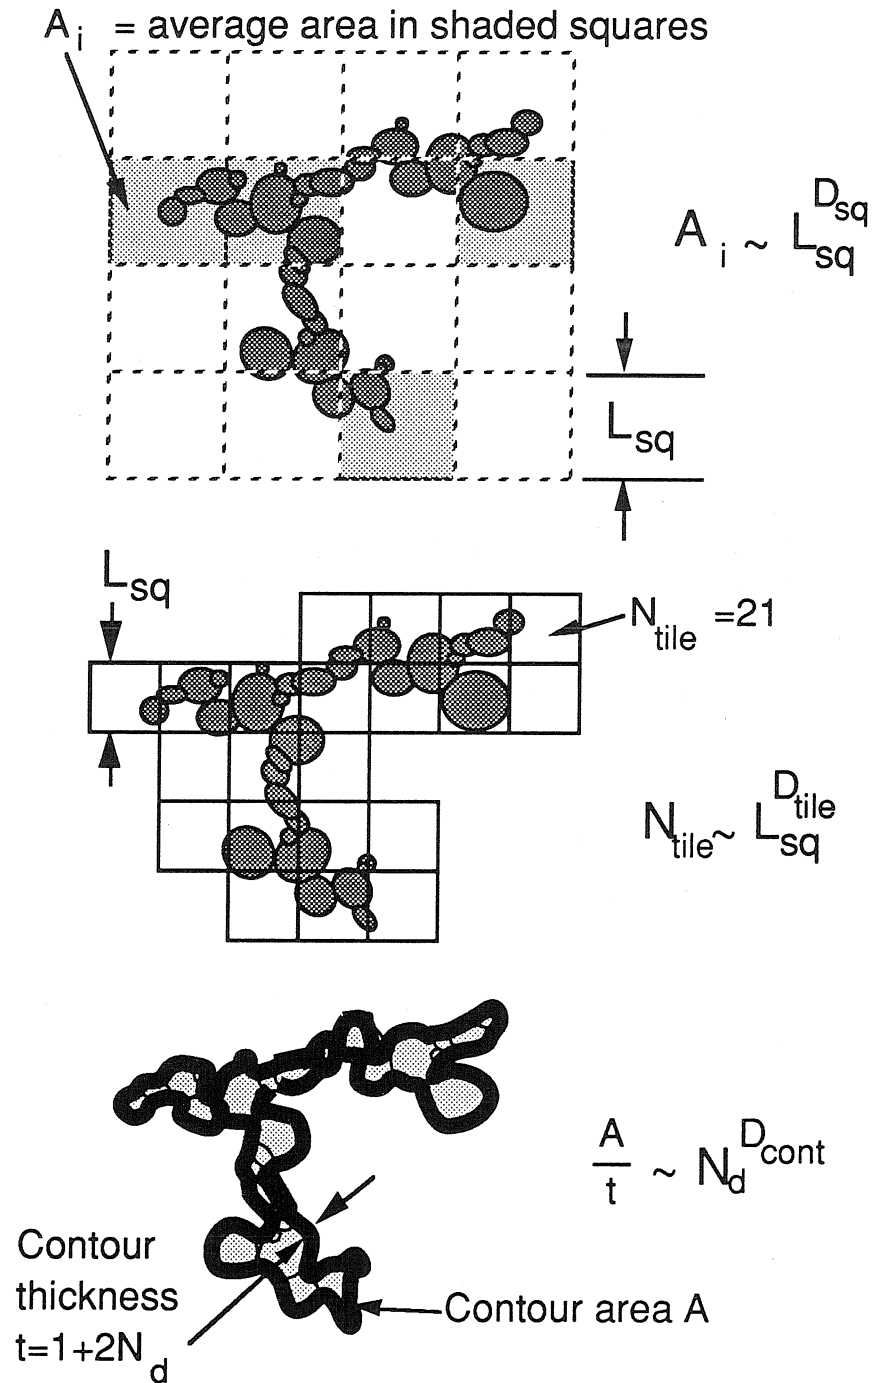 A_i = average area in shaded squares
A_i ~ L_sq^D_sq
L_sq
L_sq
N_tile =21
N_tile ~ L_sq^D_tile
A/t ~ N_d^D_cont
Contour
thickness
t=1+2N_d
Contour area A